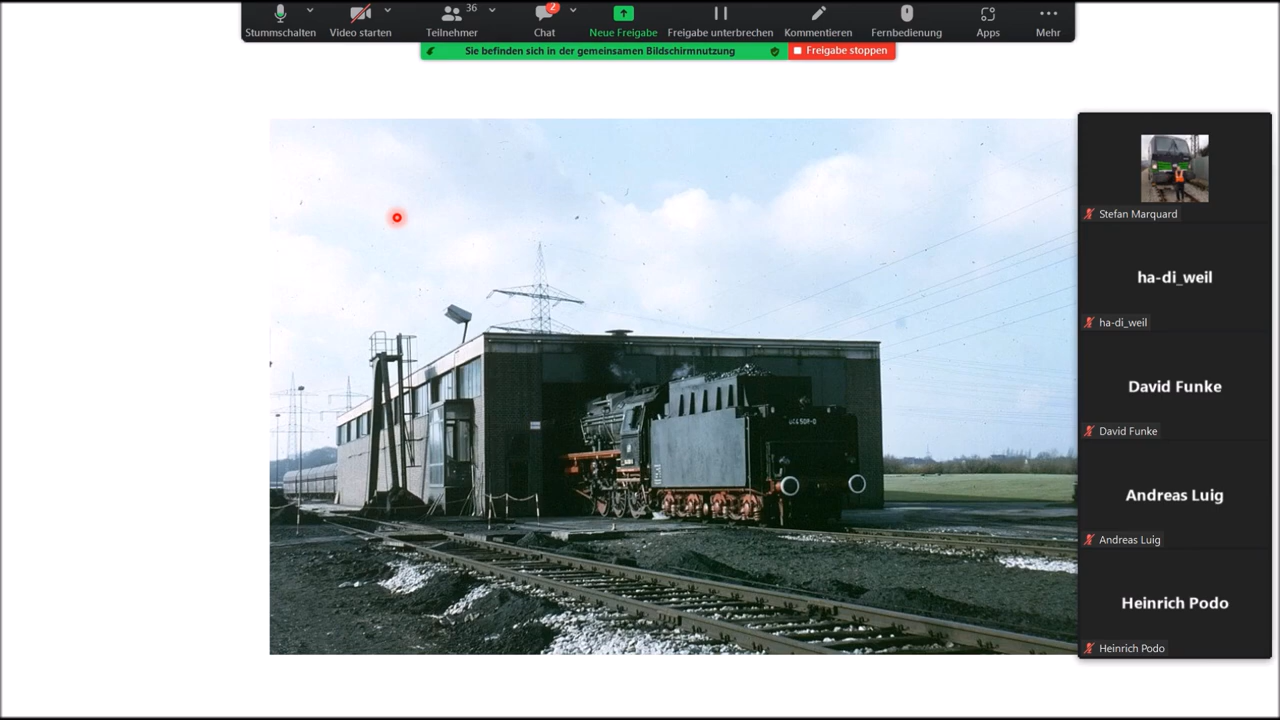 36
2
Stummschalten
Video starten
Teilnehmer
Chat
Neue Freigabe
Freigabe unterbrechen
Kommentieren
Fernbedienung
Apps
Mehr
Sie befinden sich in der gemeinsamen Bildschirmnutzung
Freigabe stoppen
Stefan Marquard
ha-di_weil
ha-di_weil
David Funke
David Funke
Andreas Luig
Andreas Luig
Heinrich Podo
Heinrich Podo